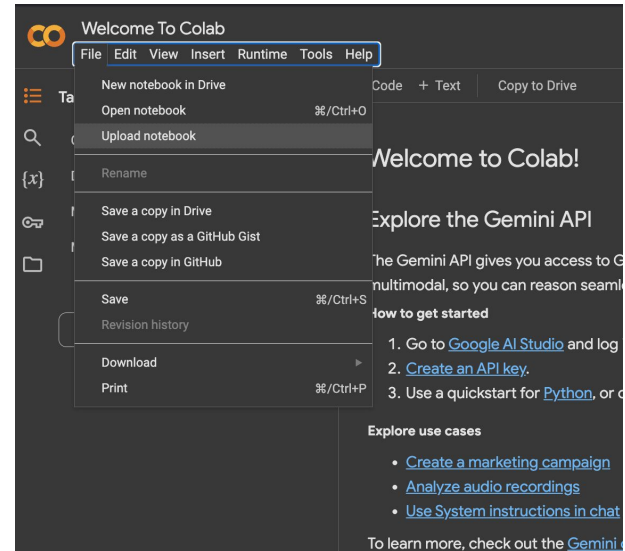 Welcome To Colab
File Edit View Insert Runtime Tools Help
New notebook in Drive
Open notebook ⌘/Ctrl+O
Upload notebook
Rename
Save a copy in Drive
Save a copy as a GitHub Gist
Save a copy in GitHub
Save ⌘/Ctrl+S
Revision history
Download
Print ⌘/Ctrl+P
Ta
{x}
Code + Text Copy to Drive
Welcome to Colab!
Explore the Gemini API
The Gemini API gives you access to G
multimodal, so you can reason seaml
How to get started
1. Go to Google AI Studio and log
2. Create an API key.
3. Use a quickstart for Python, or c
Explore use cases
• Create a marketing campaign
• Analyze audio recordings
• Use System instructions in chat
To learn more, check out the Gemini c